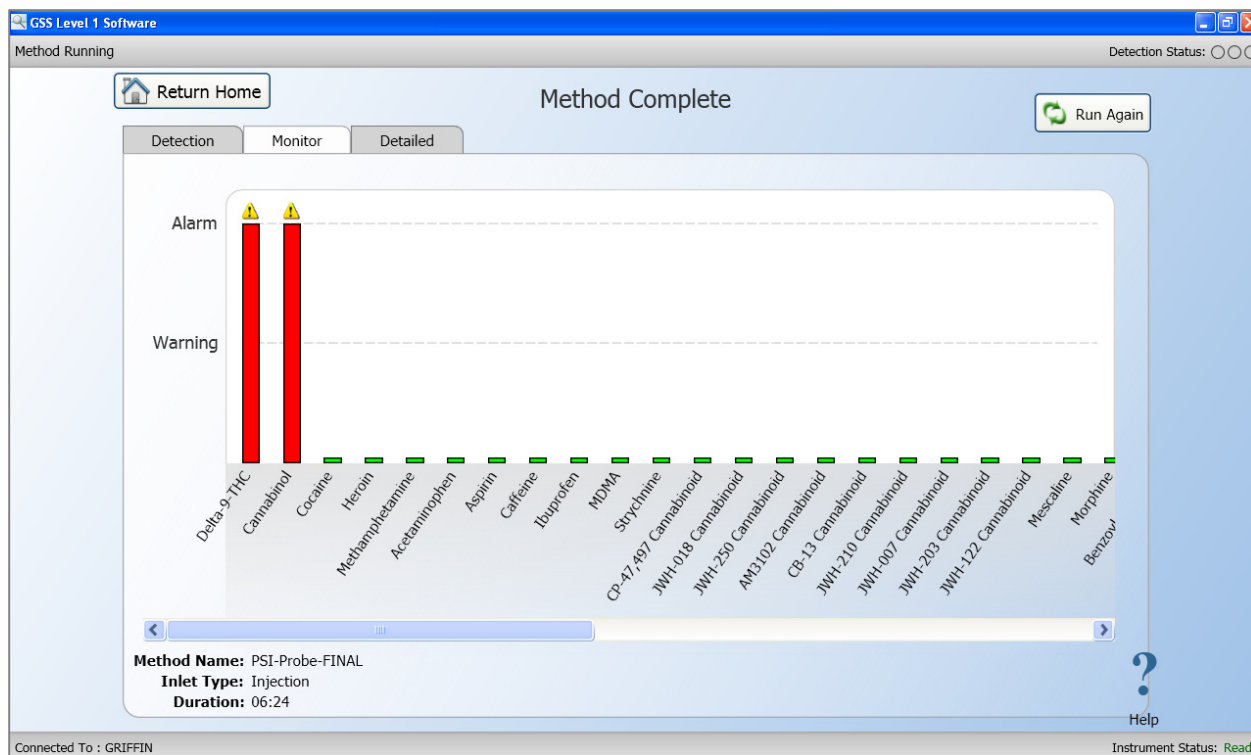 GSS Level 1 Software
Method Running
Detection Status:
Return Home
Method Complete
Run Again
Detection
Monitor
Detailed
Alarm
Warning
Delta-9-THC
Cannabinol
Cocaine
Heroin
Methamphetamine
Acetaminophen
Aspirin
Caffeine
Ibuprofen
MDMA
Strychnine
CP-47,497 Cannabinoid
JWH-018 Cannabinoid
JWH-250 Cannabinoid
AM3102 Cannabinoid
CB-13 Cannabinoid
JWH-210 Cannabinoid
JWH-007 Cannabinoid
JWH-203 Cannabinoid
JWH-122 Cannabinoid
Mescaline
Morphine
Method Name: PSI-Probe-FINAL
Inlet Type: Injection
Duration: 06:24
?
Help
Connected To : GRIFFIN
Instrument Status: Read